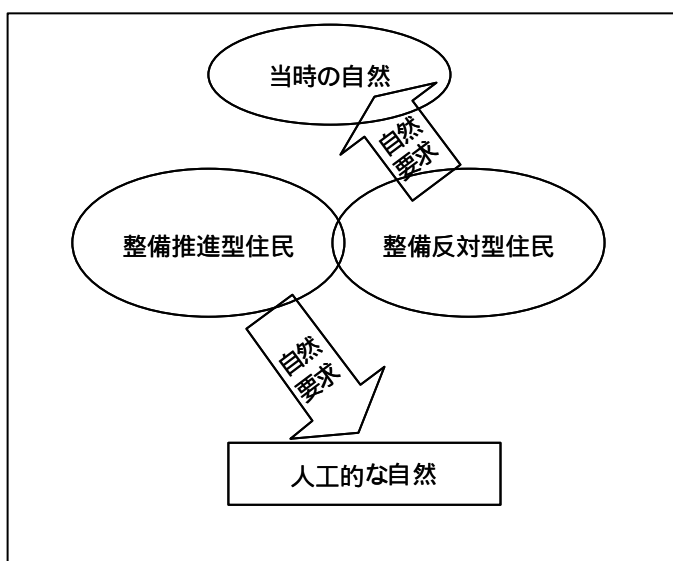 当時の自然
自然
要求
整備推進型住民
整備反対型住民
自然
要求
人工的な自然